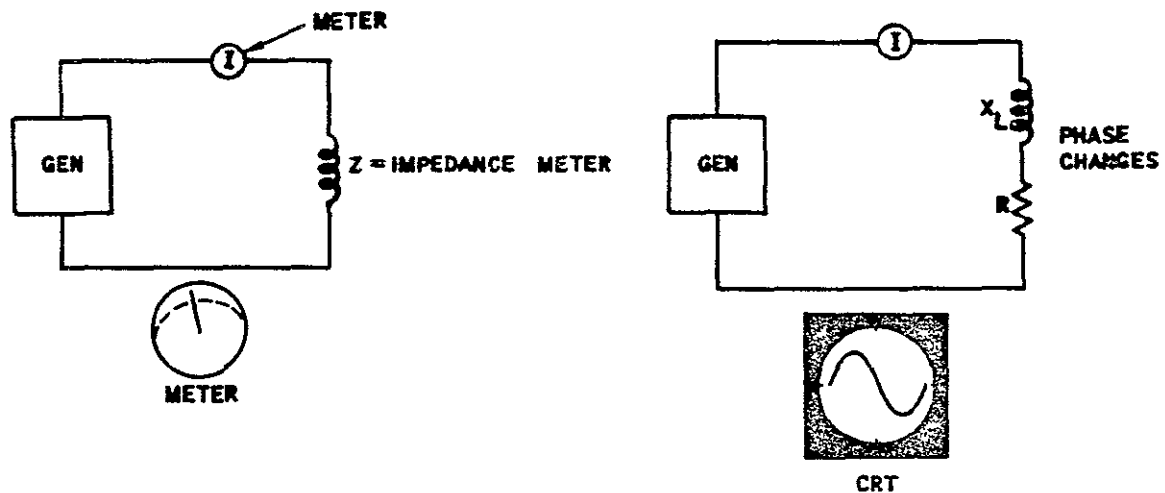 METER
I
GEN
Z = IMPEDANCE METER
METER
I
X
L
GEN
PHASE
CHANGES
R
CRT